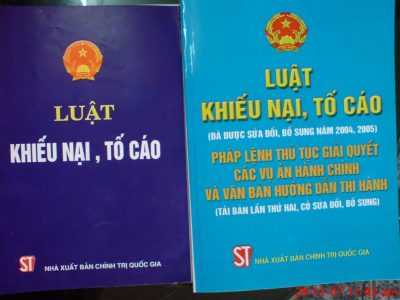 LUẬT
KHIẾU NẠI , TỐ CÁO
ST
NHÀ XUẤT BẢN CHÍNH TRỊ QUỐC GIA
LUẬT
KHIẾU NẠI, TỐ CÁO
(ĐÃ ĐƯỢC SỬA ĐỔI, BỔ SUNG NĂM 2004, 2005)
PHÁP LỆNH THỦ TỤC GIẢI QUYẾT
CÁC VỤ ÁN HÀNH CHÍNH
VÀ VĂN BẢN HƯỚNG DẪN THI HÀNH
(TÁI BẢN LẦN THỨ HAI, CÓ SỬA ĐỔI, BỔ SUNG)
ST
NHÀ XUẤT BẢN CHÍNH TRỊ QUỐC GIA